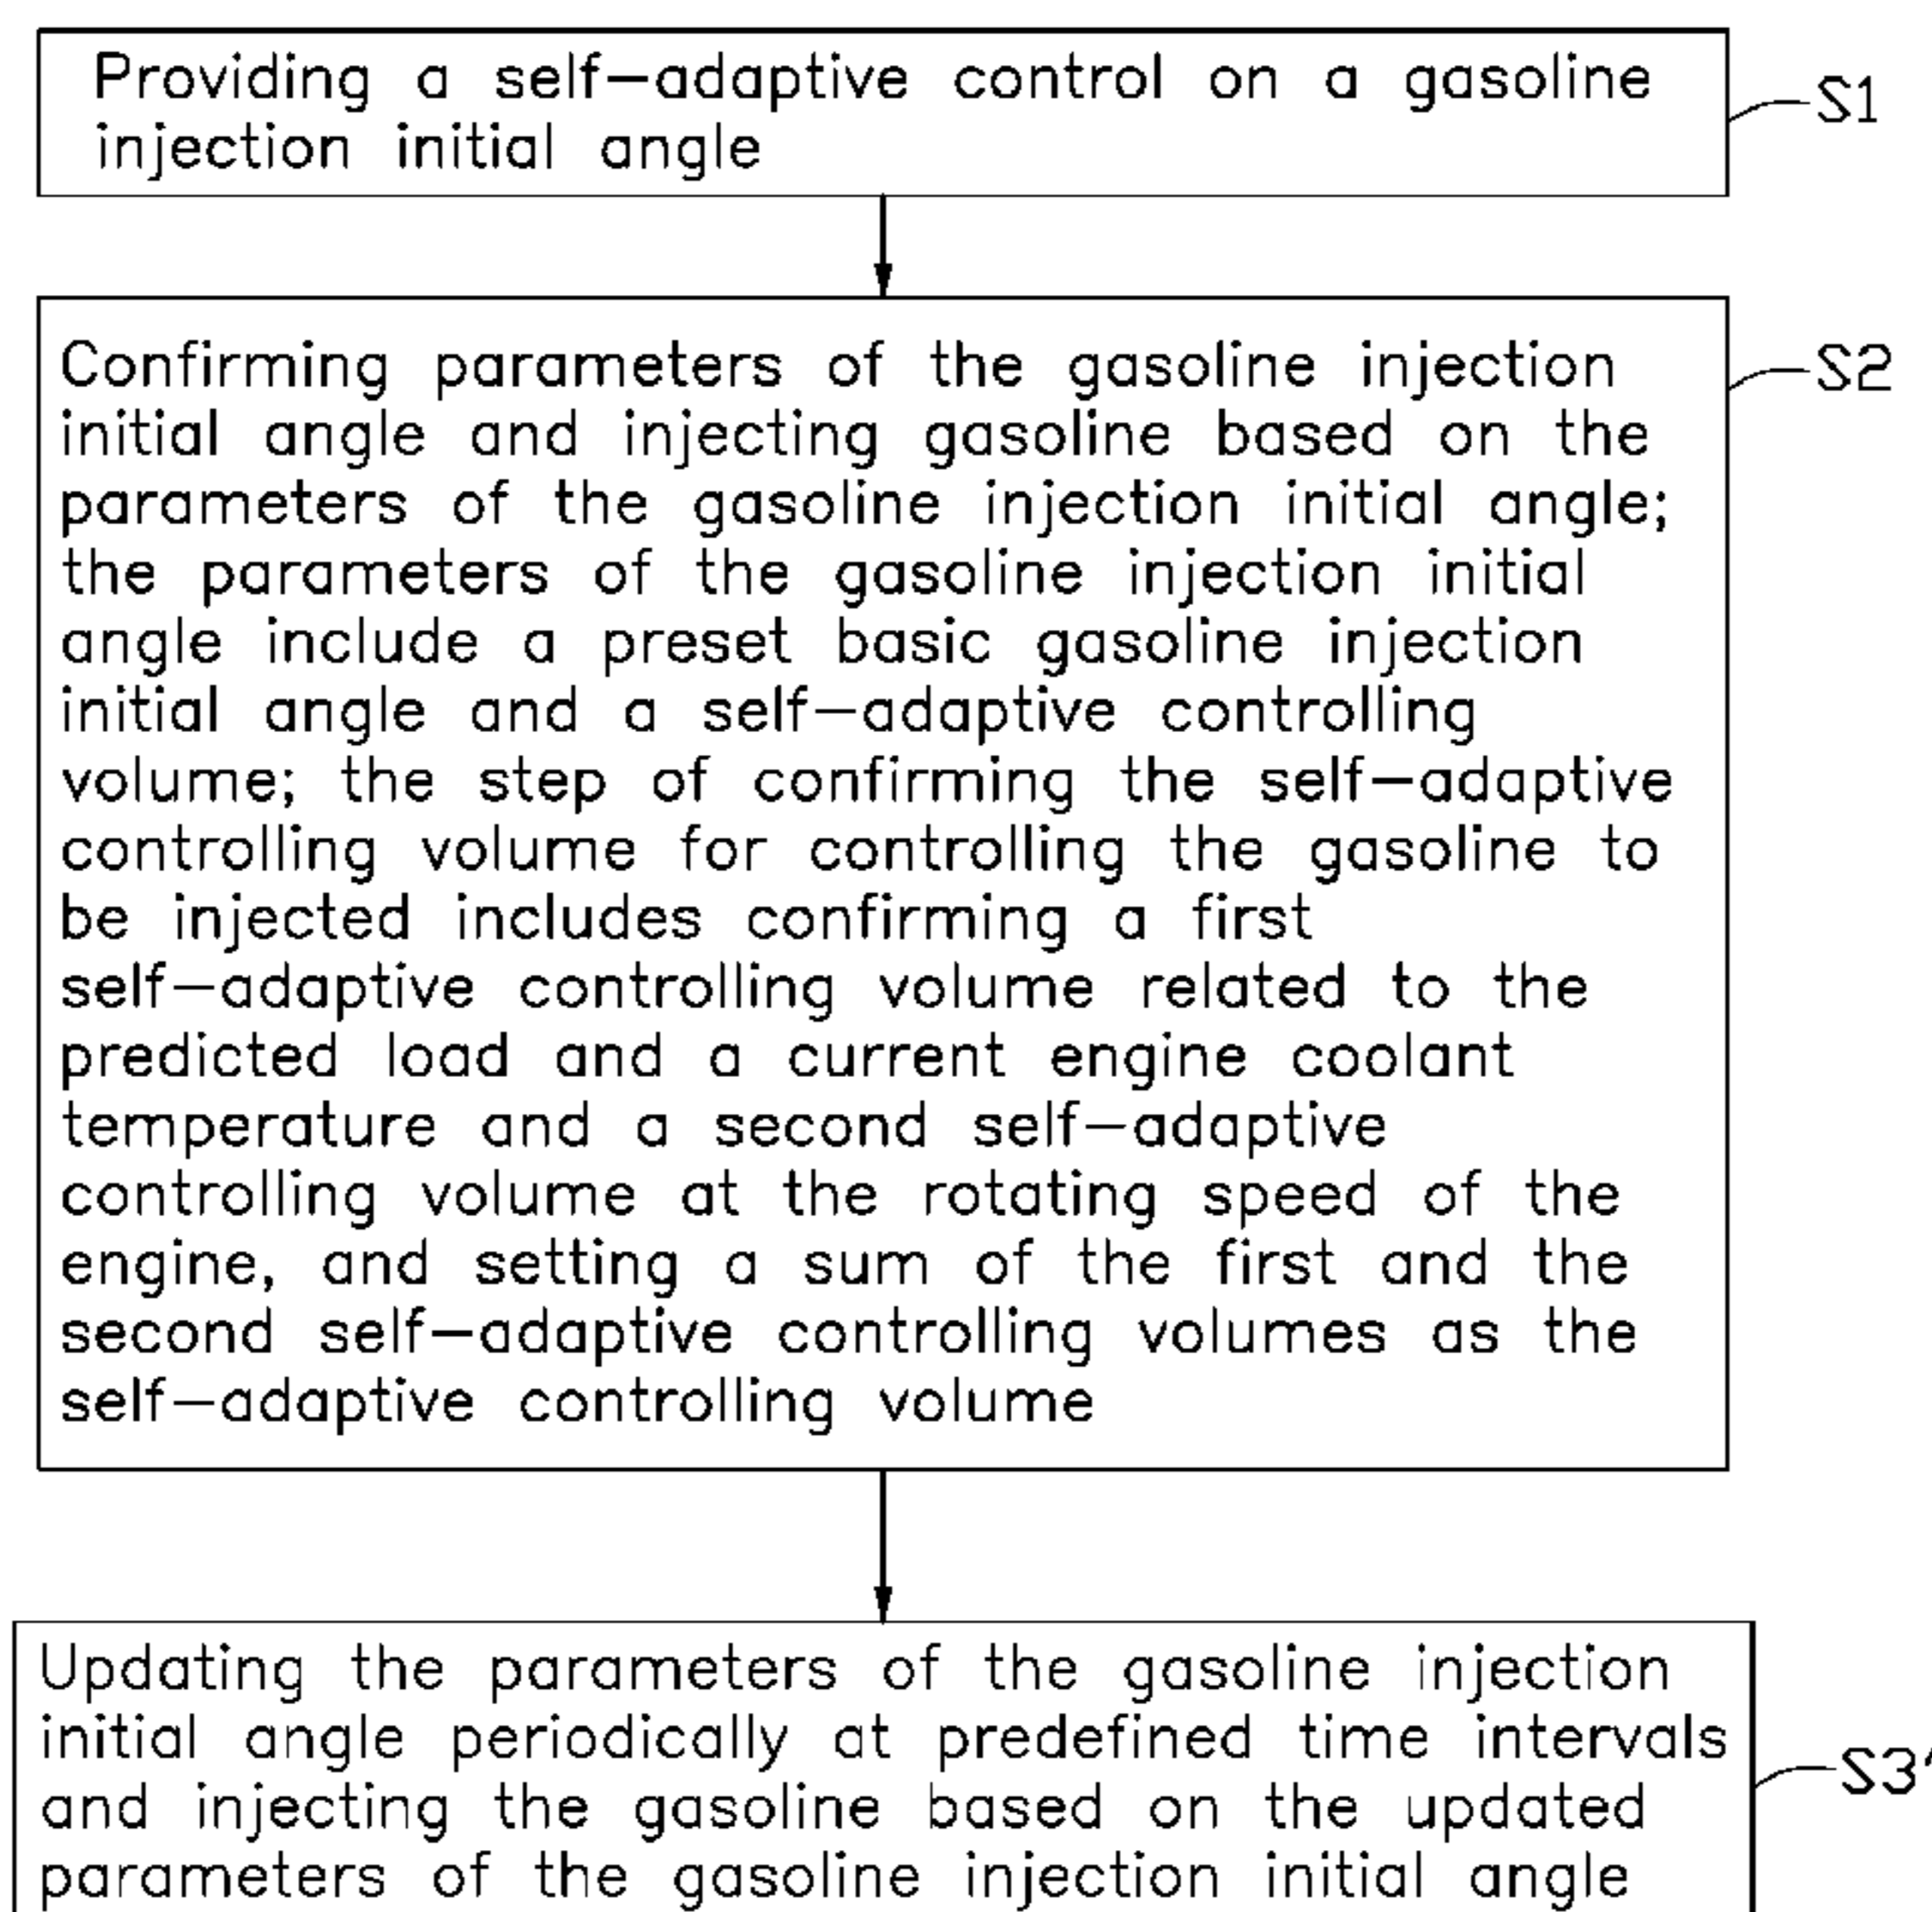 Providing a self-adaptive control on a gasoline
injection initial angle
S1
Confirming parameters of the gasoline injection
initial angle and injecting gasoline based on the
parameters of the gasoline injection initial angle;
the parameters of the gasoline injection initial
angle include a preset basic gasoline injection
initial angle and a self-adaptive controlling
volume; the step of confirming the self-adaptive
controlling volume for controlling the gasoline to
be injected includes confirming a first
self-adaptive controlling volume related to the
predicted load and a current engine coolant
temperature and a second self-adaptive
controlling volume at the rotating speed of the
engine, and setting a sum of the first and the
second self-adaptive controlling volumes as the
self-adaptive controlling volume
S2
Updating the parameters of the gasoline injection
initial angle periodically at predefined time intervals
and injecting the gasoline based on the updated
parameters of the gasoline injection initial angle
S3'